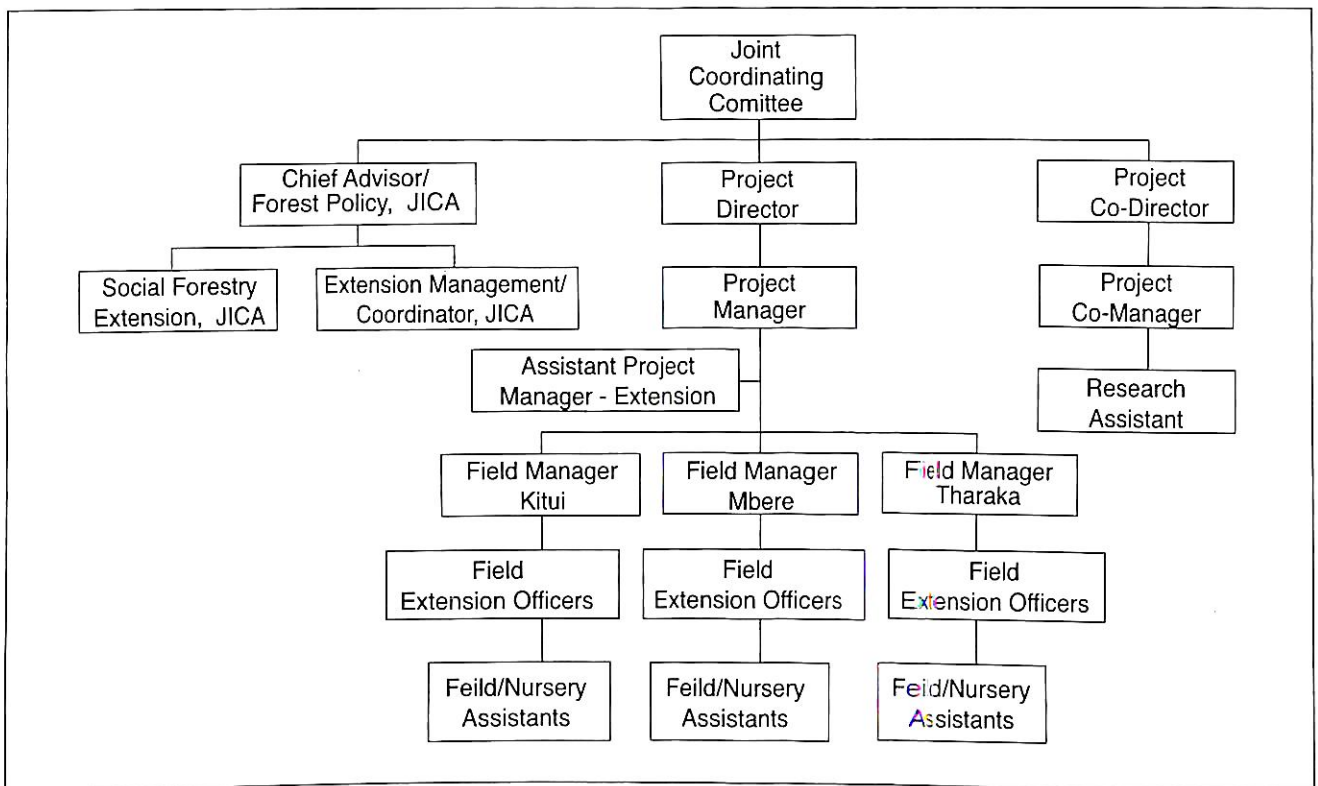 Joint
Coordinating
Comittee
Chief Advisor/
Forest Policy, JICA
Project
Director
Project
Co-Director
Social Forestry
Extension, JICA
Extension Management/
Coordinator, JICA
Project
Manager
Project
Co-Manager
Assistant Project
Manager - Extension
Research
Assistant
Field Manager
Kitui
Field Manager
Mbere
Field Manager
Tharaka
Field
Extension Officers
Field
Extension Officers
Field
Extension Officers
Feild/Nursery
Assistants
Feild/Nursery
Assistants
Feild/Nursery
Assistants